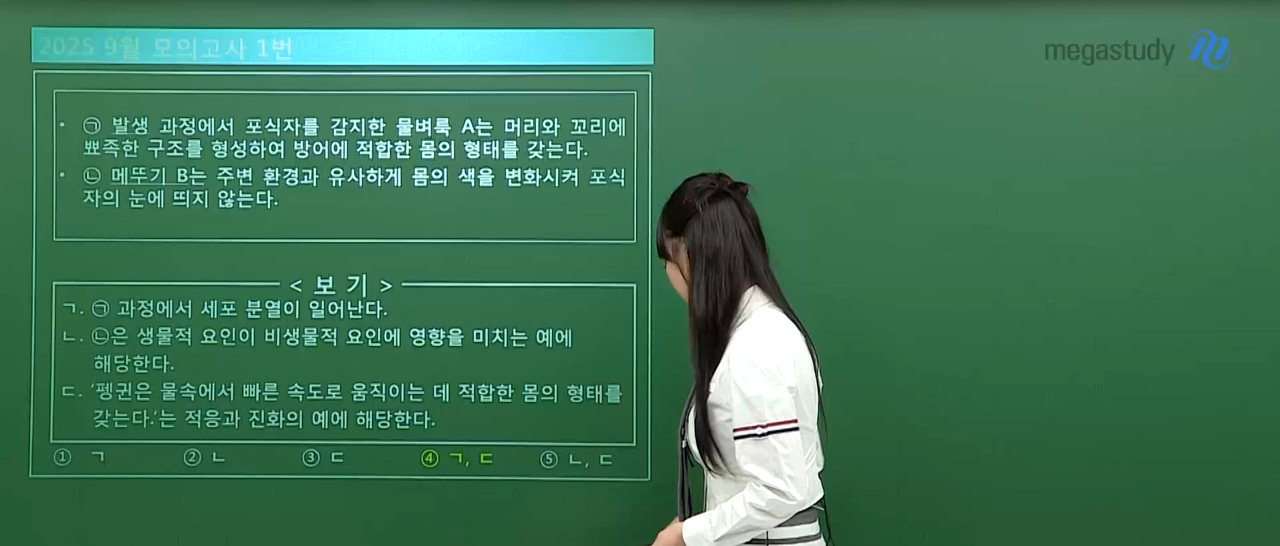 2025 9월 모의고사 1번
megastudy
• ㉠ 발생 과정에서 포식자를 감지한 물벼룩 A는 머리와 꼬리에
뾰족한 구조를 형성하여 방어에 적합한 몸의 형태를 갖는다.
• ㉡ 메뚜기 B는 주변 환경과 유사하게 몸의 색을 변화시켜 포식
자의 눈에 띄지 않는다.
< 보 기 >
ㄱ. ㉠ 과정에서 세포 분열이 일어난다.
ㄴ. ㉡은 생물적 요인이 비생물적 요인에 영향을 미치는 예에
해당한다.
ㄷ. '펭귄은 물속에서 빠른 속도로 움직이는 데 적합한 몸의 형태를
갖는다.'는 적응과 진화의 예에 해당한다.
① ㄱ ② ㄴ ③ ㄷ ④ ㄱ, ㄷ ⑤ ㄴ, ㄷ